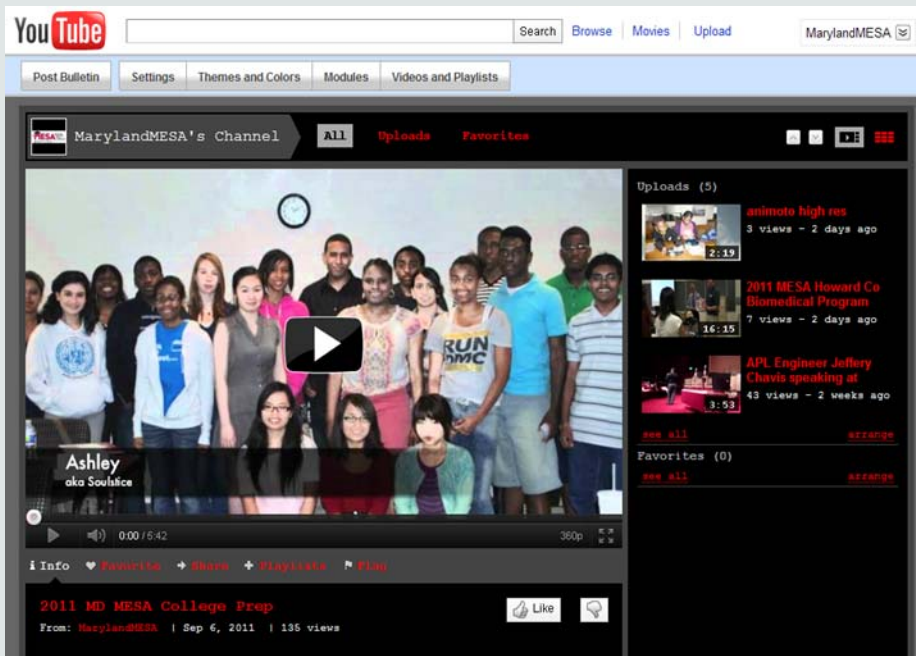 YouTube Search Browse Movies Upload MarylandMESA
Post Bulletin Settings Themes and Colors Modules Videos and Playlists
MESA MarylandMESA's Channel All Uploads Favorites
RUN
DMC
Ashley
aka Soulstice
0:00 / 6:42 360p
Info Favorite Share Playlists Flag
2011 MD MESA College Prep Like
From: MarylandMESA | Sep 6, 2011 | 135 views
Uploads (5)
animoto high res
3 views - 2 days ago
2:19
2011 MESA Howard Co
Biomedical Program
7 views - 2 days ago
16:15
APL Engineer Jeffery
Chavis speaking at
43 views - 2 weeks ago
3:53
see all arrange
Favorites (0)
see all arrange